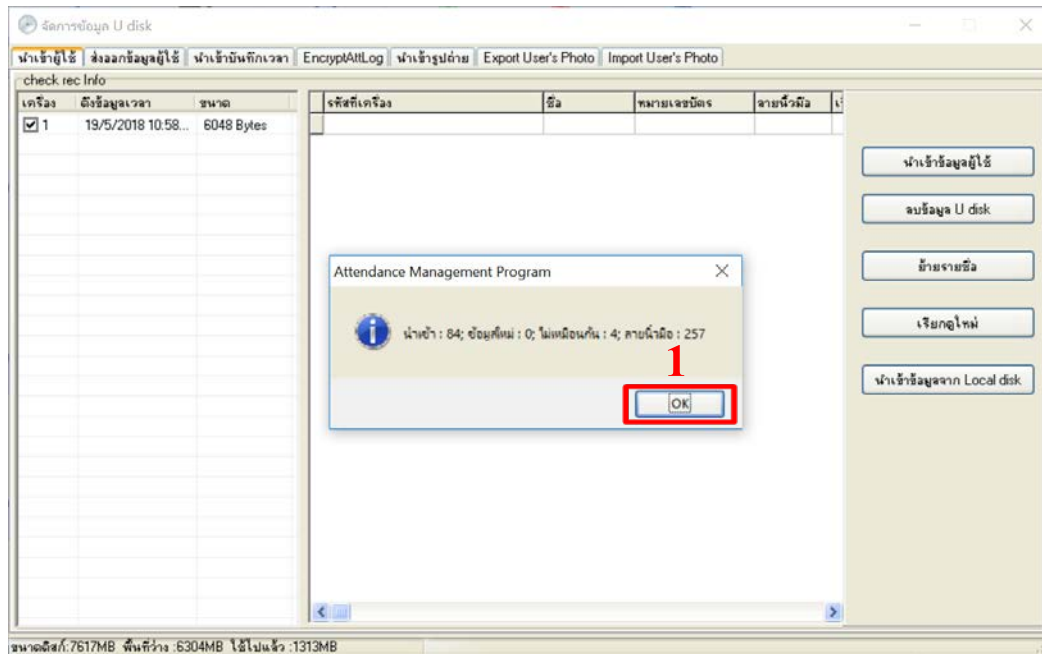 จัดการข้อมูล U disk
นำเข้าผู้ใช้ ส่งออกข้อมูลผู้ใช้ นำเข้าบันทึกเวลา EncryptAttLog นำเข้ารูปถ่าย Export User's Photo Import User's Photo
check rec Info
เครื่อง ดึงข้อมูลเวลา ขนาด รหัสที่เครื่อง ชื่อ หมายเลขบัตร ลายนิ้วมือ
1 19/5/2018 10:58... 6048 Bytes
นำเข้าข้อมูลผู้ใช้
ลบข้อมูล U disk
ย้ายรายชื่อ
เรียกดูใหม่
นำเข้าข้อมูลจาก Local disk
Attendance Management Program
นำเข้า : 84; ข้อมูลใหม่ : 0; ไม่เหมือนกัน : 4; ลายนิ้วมือ : 257
1
OK
ขนาดดิสก์:7617MB พื้นที่ว่าง :6304MB ใช้ไปแล้ว :1313MB